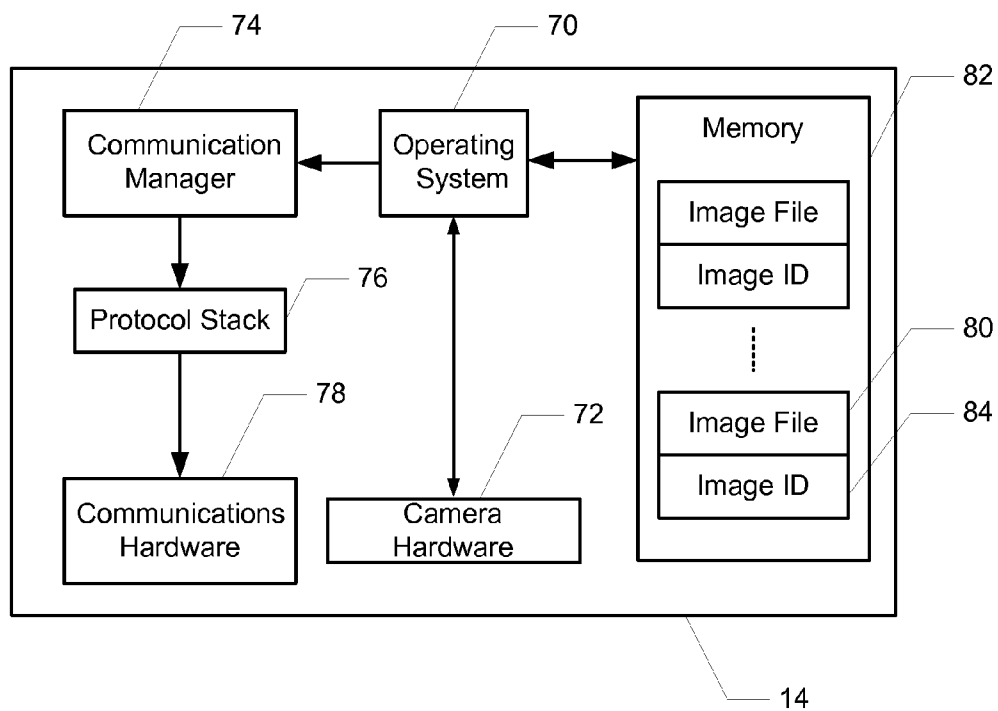 74
70
82
Communication
Manager
Operating
System
Memory
Image File
Image ID
76
Protocol Stack
80
78
72
Image File
84
Image ID
Communications
Hardware
Camera
Hardware
14